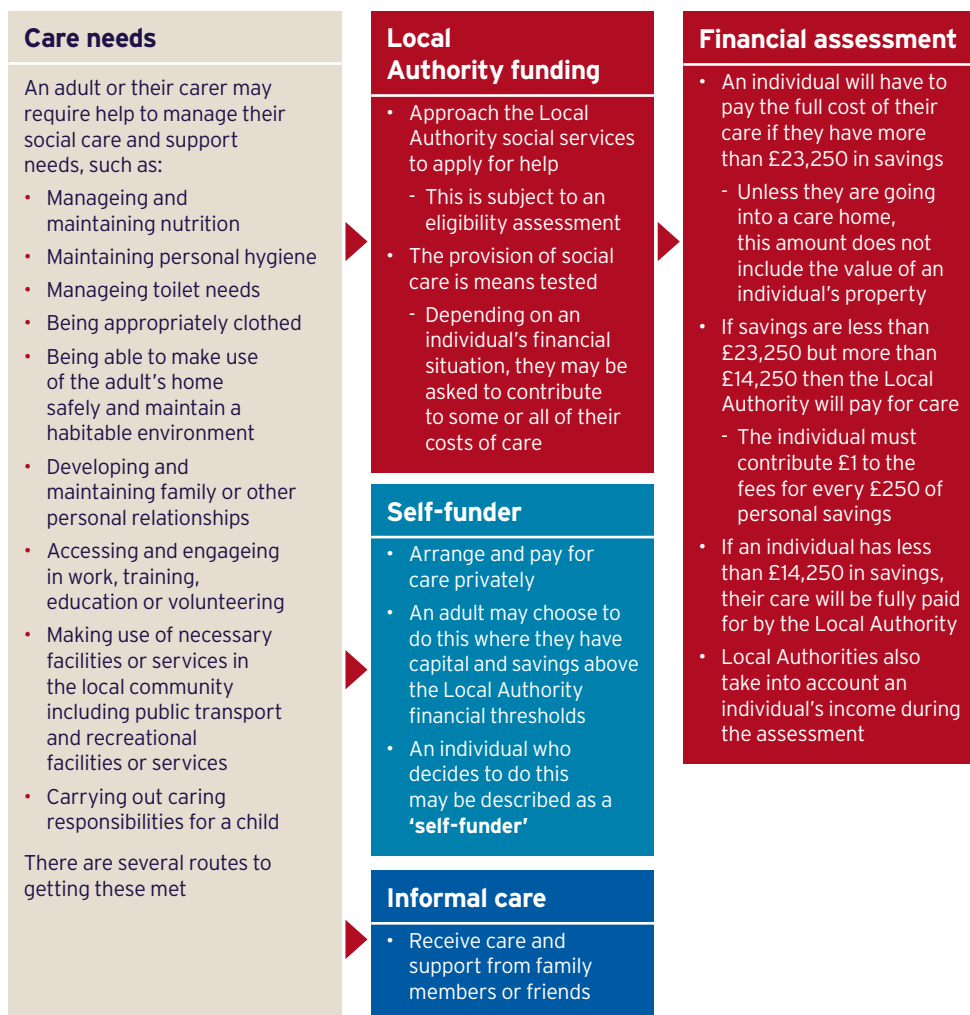 Care needs
An adult or their carer may
require help to manage their
social care and support
needs, such as:
• Manageing and
maintaining nutrition
• Maintaining personal hygiene
• Manageing toilet needs
• Being appropriately clothed
• Being able to make use
of the adult's home
safely and maintain a
habitable environment
• Developing and
maintaining family or other
personal relationships
• Accessing and engageing
in work, training,
education or volunteering
• Making use of necessary
facilities or services in
the local community
including public transport
and recreational
facilities or services
• Carrying out caring
responsibilities for a child
There are several routes to
getting these met
Local
Authority funding
• Approach the Local
Authority social services
to apply for help
- This is subject to an
eligibility assessment
• The provision of social
care is means tested
- Depending on an
individual's financial
situation, they may be
asked to contribute
to some or all of their
costs of care
Self-funder
• Arrange and pay for
care privately
• An adult may choose to
do this where they have
capital and savings above
the Local Authority
financial thresholds
• An individual who
decides to do this
may be described as a
‘self-funder’
Informal care
• Receive care and
support from family
members or friends
Financial assessment
• An individual will have to
pay the full cost of their
care if they have more
than £23,250 in savings
- Unless they are going
into a care home,
this amount does not
include the value of an
individual's property
• If savings are less than
£23,250 but more than
£14,250 then the Local
Authority will pay for care
- The individual must
contribute £1 to the
fees for every £250 of
personal savings
• If an individual has less
than £14,250 in savings,
their care will be fully paid
for by the Local Authority
• Local Authorities also
take into account an
individual's income during
the assessment